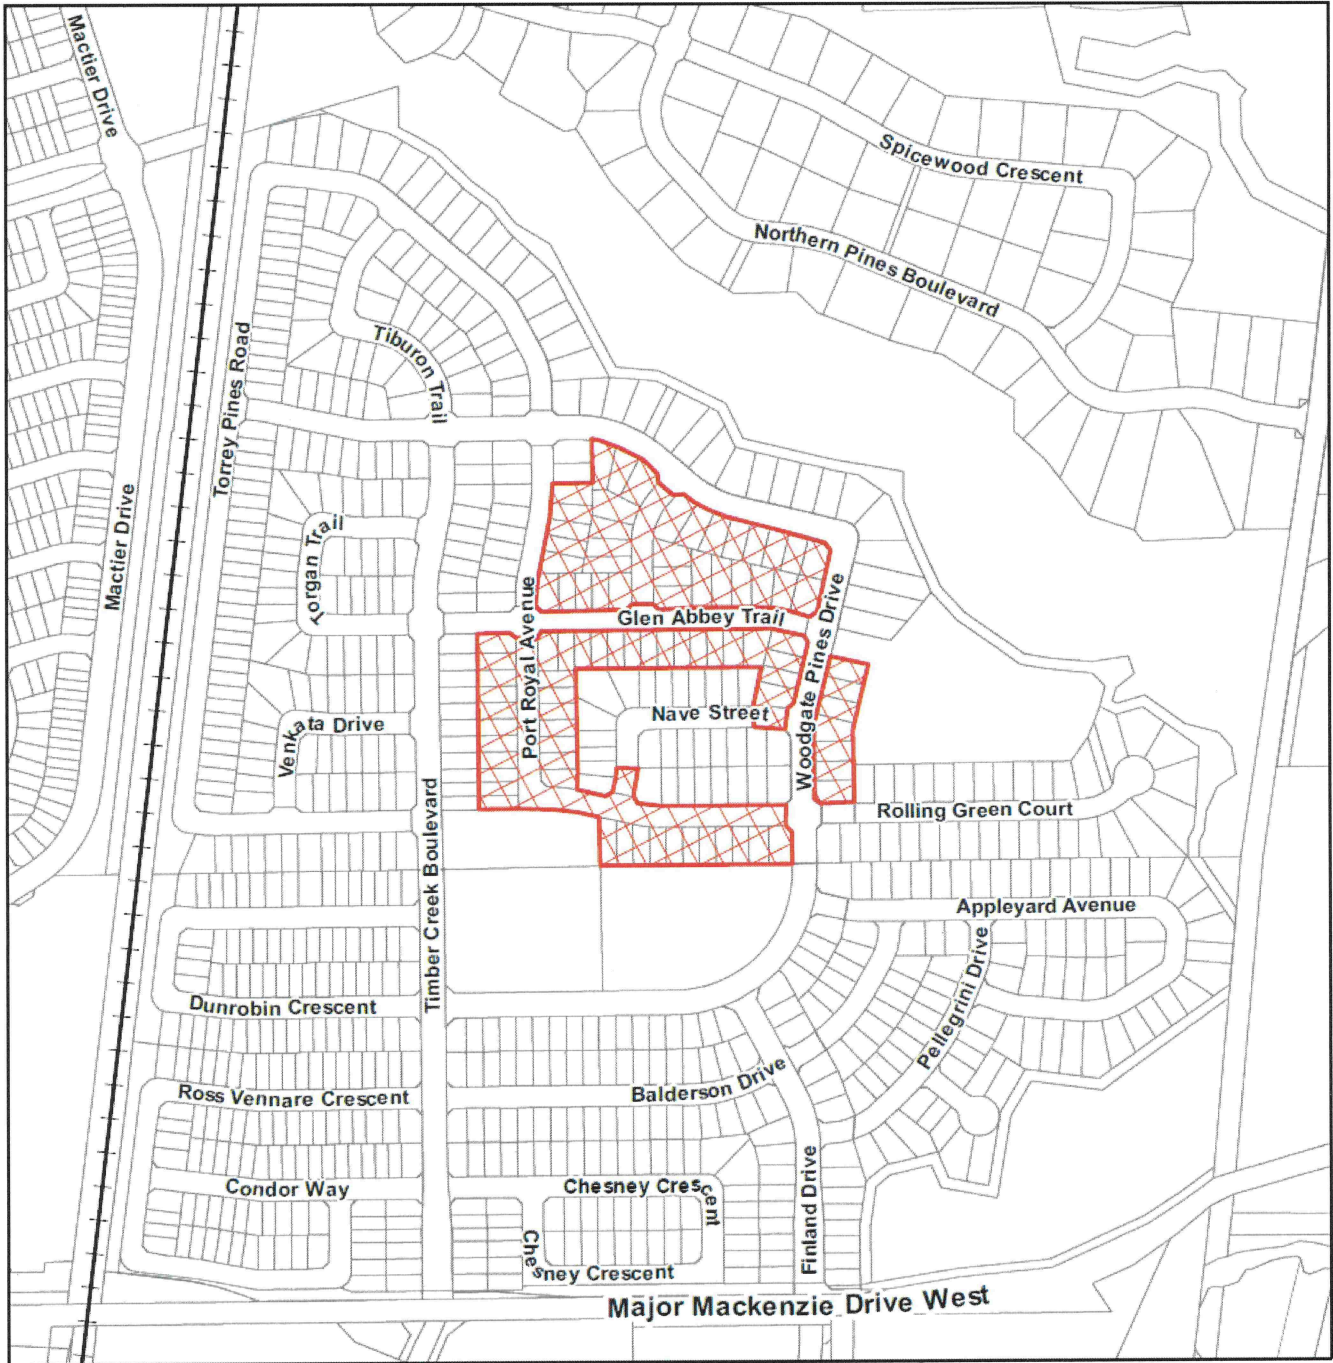 Mactier Drive
Spicewood Crescent
Northern Pines Boulevard
Tiburon Trail
Torrey Pines Road
Mactier Drive
Torgan Trail
Port Royal Avenue
Glen Abbey Trail
Woodgate Pines Drive
Nave Street
Venkata Drive
Timber Creek Boulevard
Rolling Green Court
Appleyard Avenue
Pellegrini Drive
Dunrobin Crescent
Ross Vennare Crescent
Balderson Drive
Condor Way
Chesney Crescent
Finland Drive
Chesney Crescent
Major Mackenzie Drive West